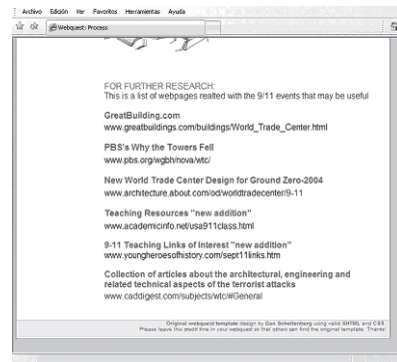 Archivo Edición Ver Favoritos Herramientas Ayuda
Webquest: Process
FOR FURTHER RESEARCH:
This is a list of webpages realted with the 9/11 events that may be useful
GreatBuilding.com
www.greatbuildings.com/buildings/World_Trade_Center.html
PBS's Why the Towers Fell
www.pbs.org/wgbh/nova/wtc/
New World Trade Center Design for Ground Zero-2004
www.architecture.about.com/od/worldtradecenter/9-11
Teaching Resources "new addition"
www.academicinfo.net/usa911class.html
9-11 Teaching Links of Interest "new addition"
www.youngheroesofhistory.com/sept11links.htm
Collection of articles about the architectural, engineering and
related technical aspects of the terrorist attacks
www.caddigest.com/subjects/wtc/#General
Original webquest template design by Dan Schellenberg using valid XHTML and CSS.
Please leave this credit line in your webquest so that others can find the original template. Thanks!